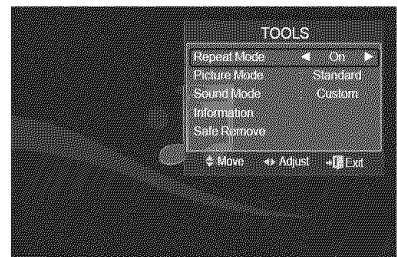 TOOLS
Repeat Mode ◄ On ►
Picture Mode : Standard
Sound Mode : Custom
Information
Safe Remove
Move Adjust Exit